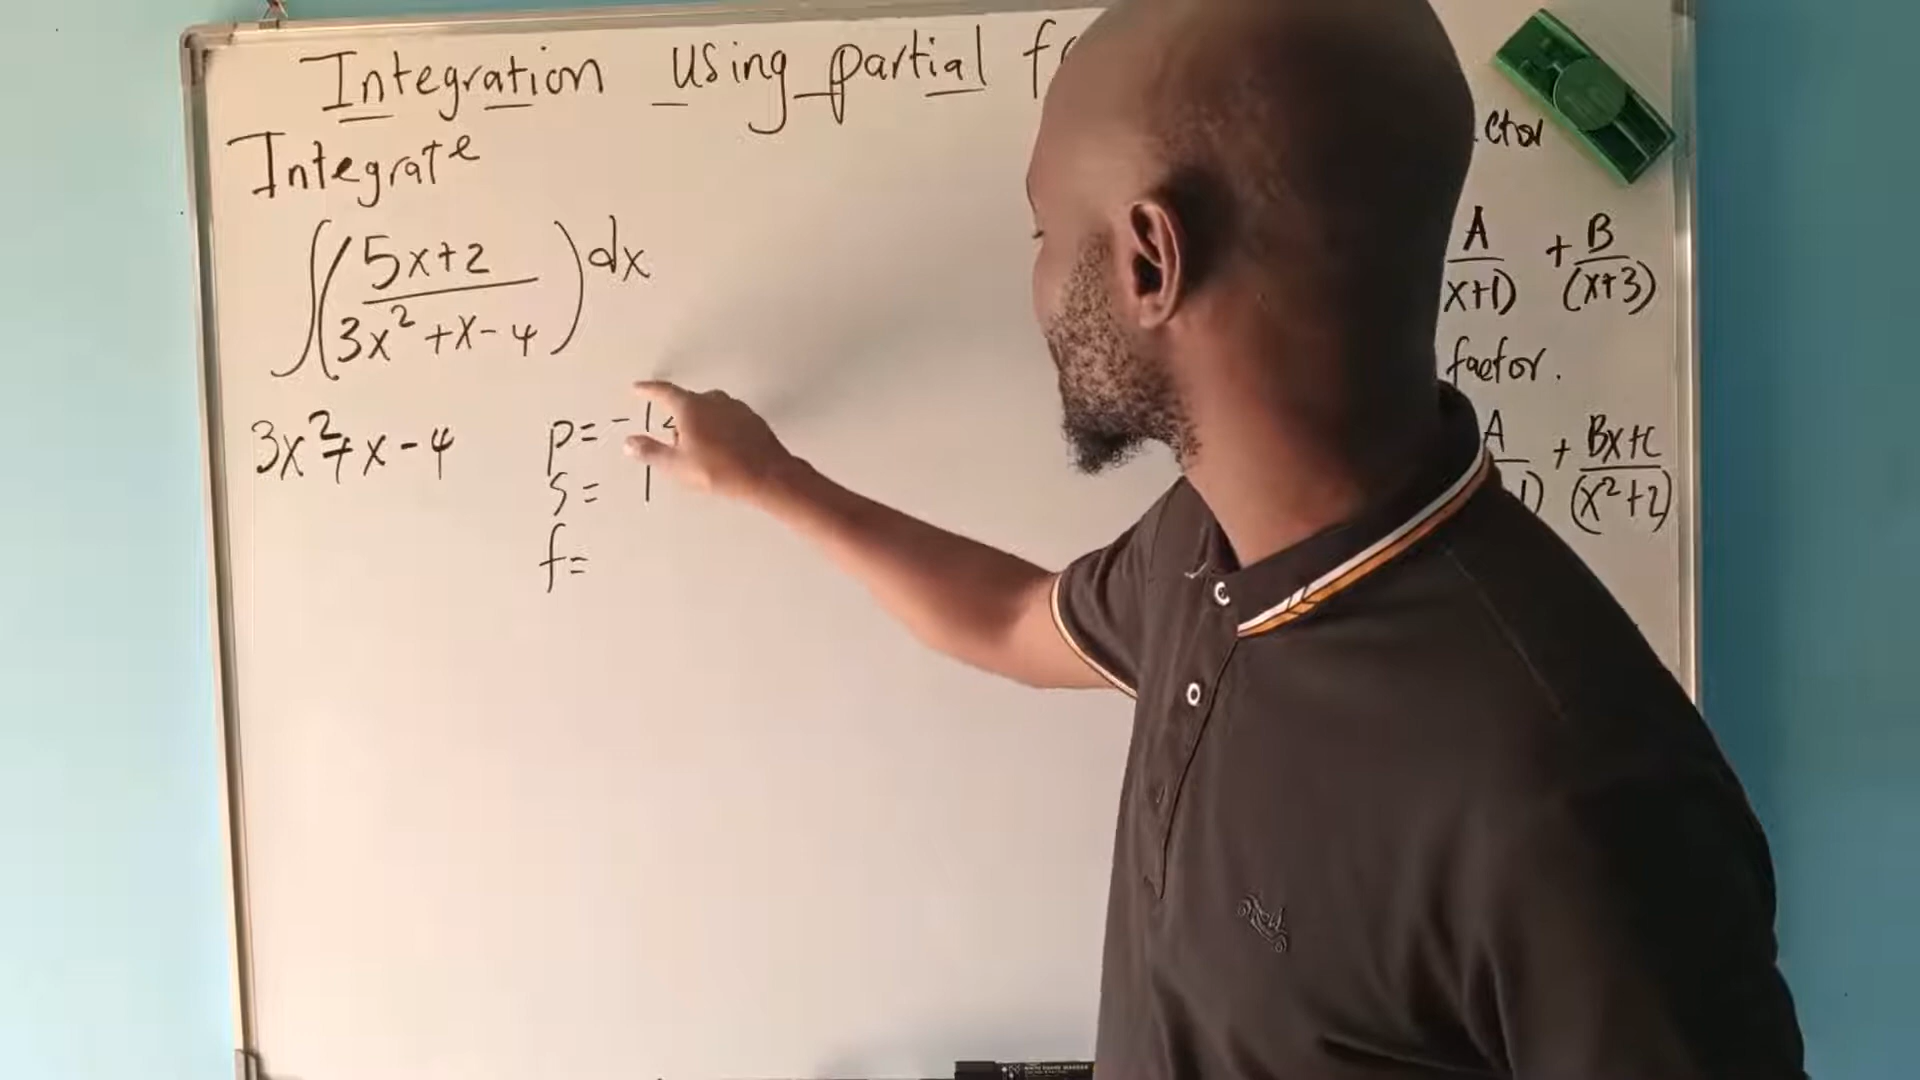 Integration using partial
Integrate
∫(5x+2 / 3x²+x-4)dx
3x²+x-4
p= -12
s= 1
f=
ctor
A/(x+1) + B/(x+3)
factor.
A/ 1) + Bx+C/(x²+2)